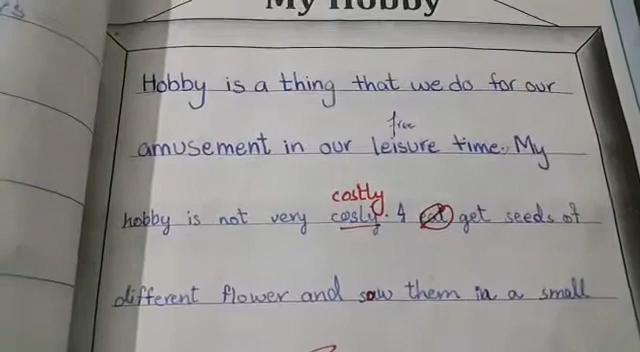 My Hobby
Hobby is a thing that we do for our
free
amusement in our leisure time. My
costly
hobby is not very cosly. I get seeds of
different flower and sow them in a small